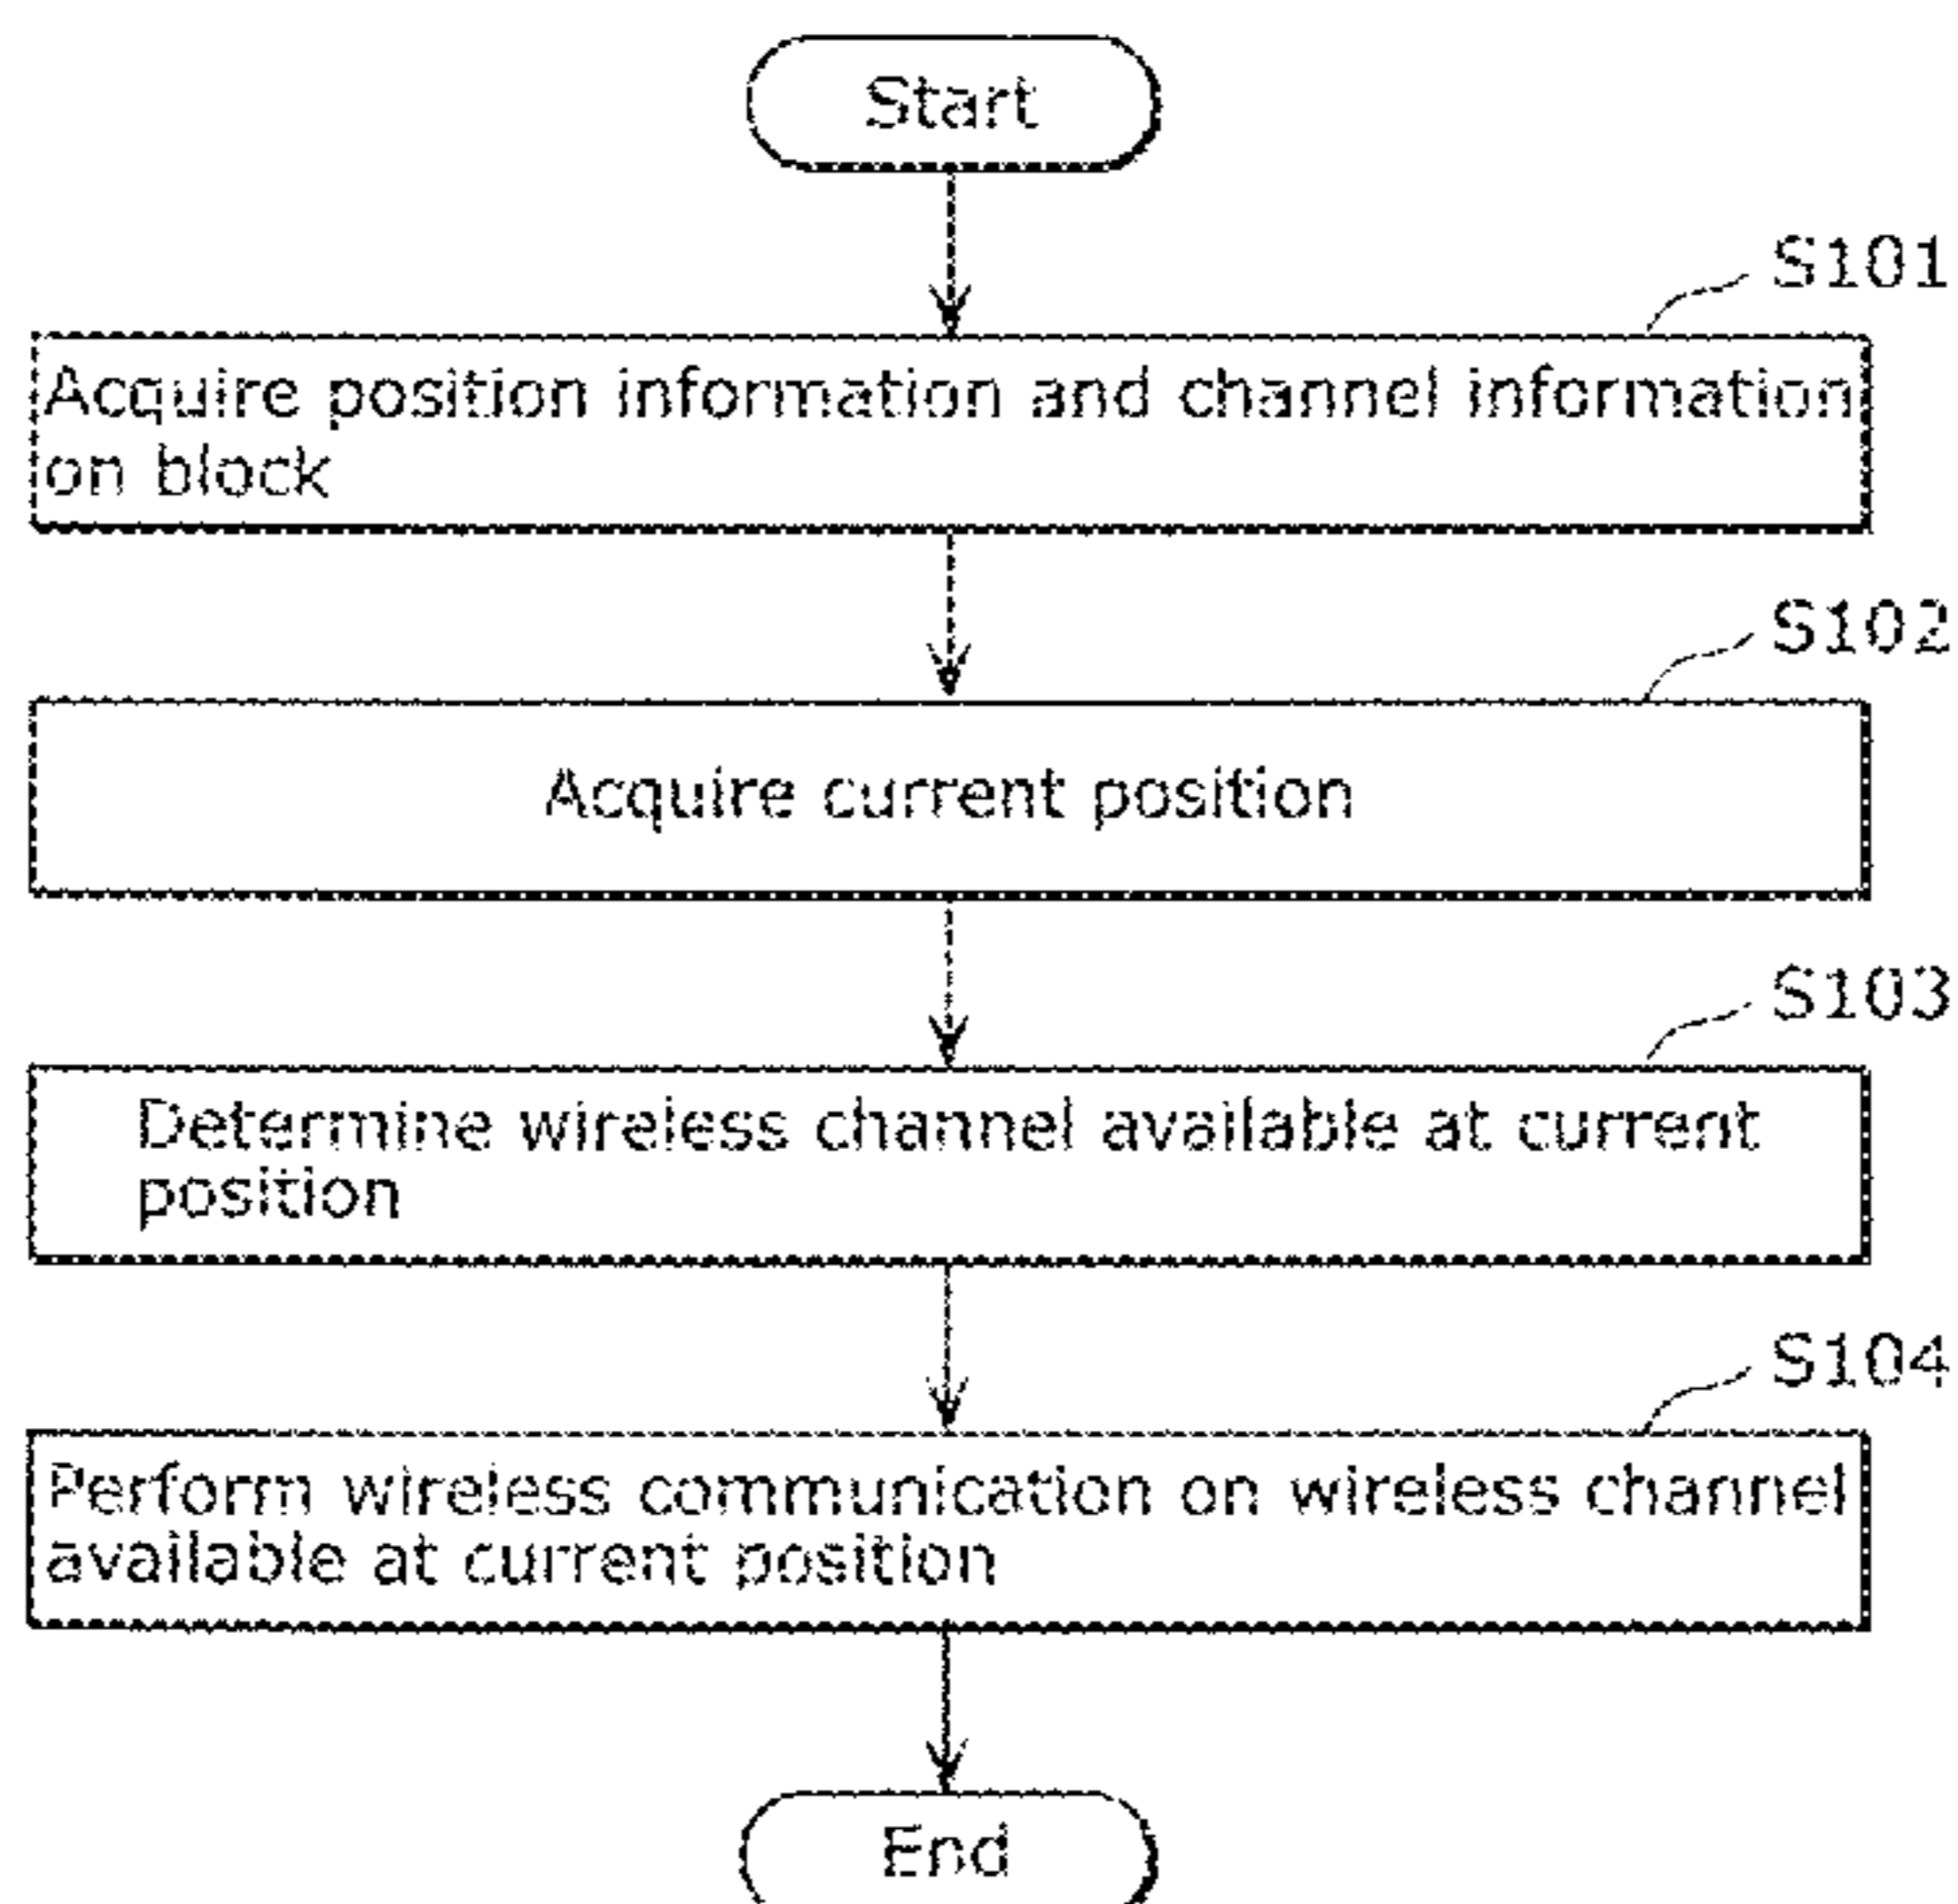 Start
S101
Acquire position information and channel information
on block
S102
Acquire current position
S103
Determine wireless channel available at current
position
S104
Perform wireless communication on wireless channel
available at current position
End